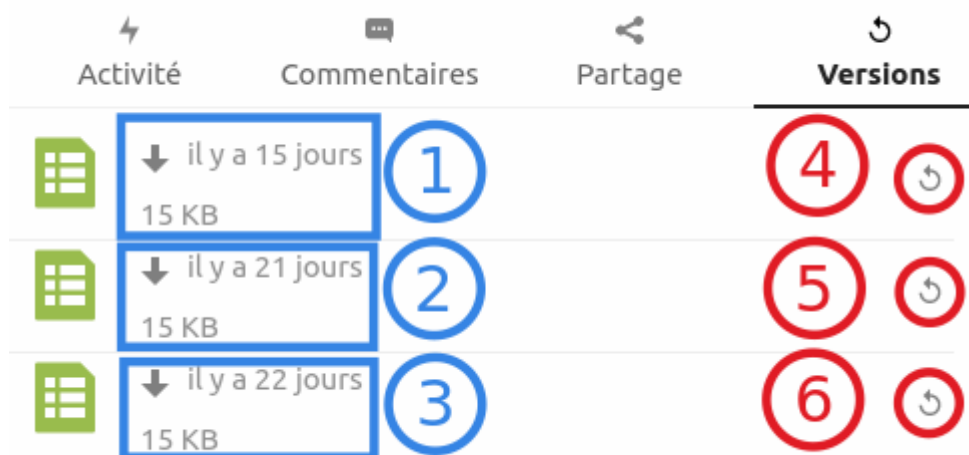 Activité Commentaires Partage Versions
il y a 15 jours 1 4
15 KB
il y a 21 jours 2 5
15 KB
il y a 22 jours 3 6
15 KB